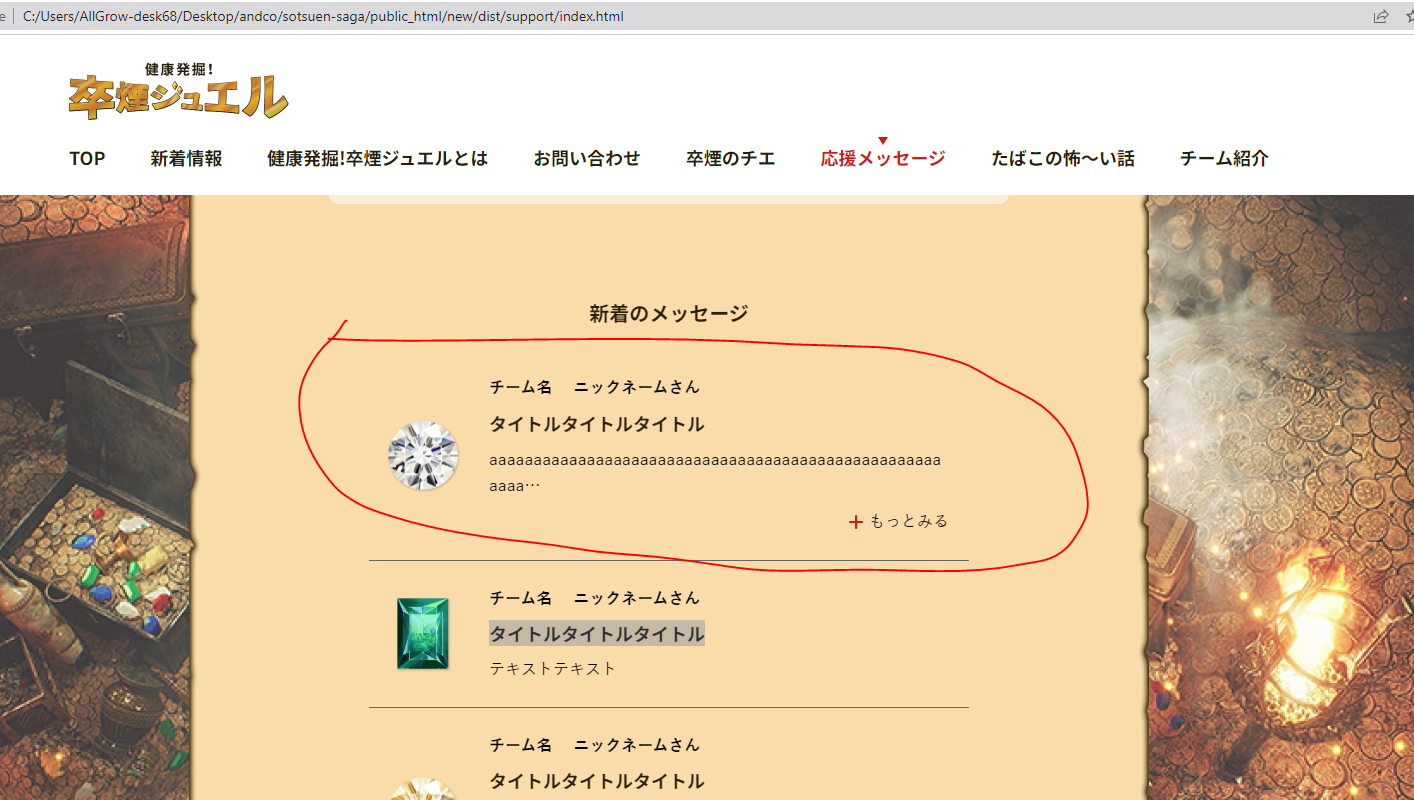 e
C:/Users/AllGrow-desk68/Desktop/andco/sotsuen-saga/public_html/new/dist/support/index.html
健康発掘!
卒煙ジュエル
TOP 新着情報 健康発掘!卒煙ジュエルとは お問い合わせ 卒煙のチエ 応援メッセージ たばこの怖〜い話 チーム紹介
新着のメッセージ
チーム名 ニックネームさん
タイトルタイトルタイトル
aaaaaaaaaaaaaaaaaaaaaaaaaaaaaaaaaaaaaaaaaaaaaaaaaaa
aaaa…
+ もっとみる
チーム名 ニックネームさん
タイトルタイトルタイトル
テキストテキスト
チーム名 ニックネームさん
タイトルタイトルタイトル